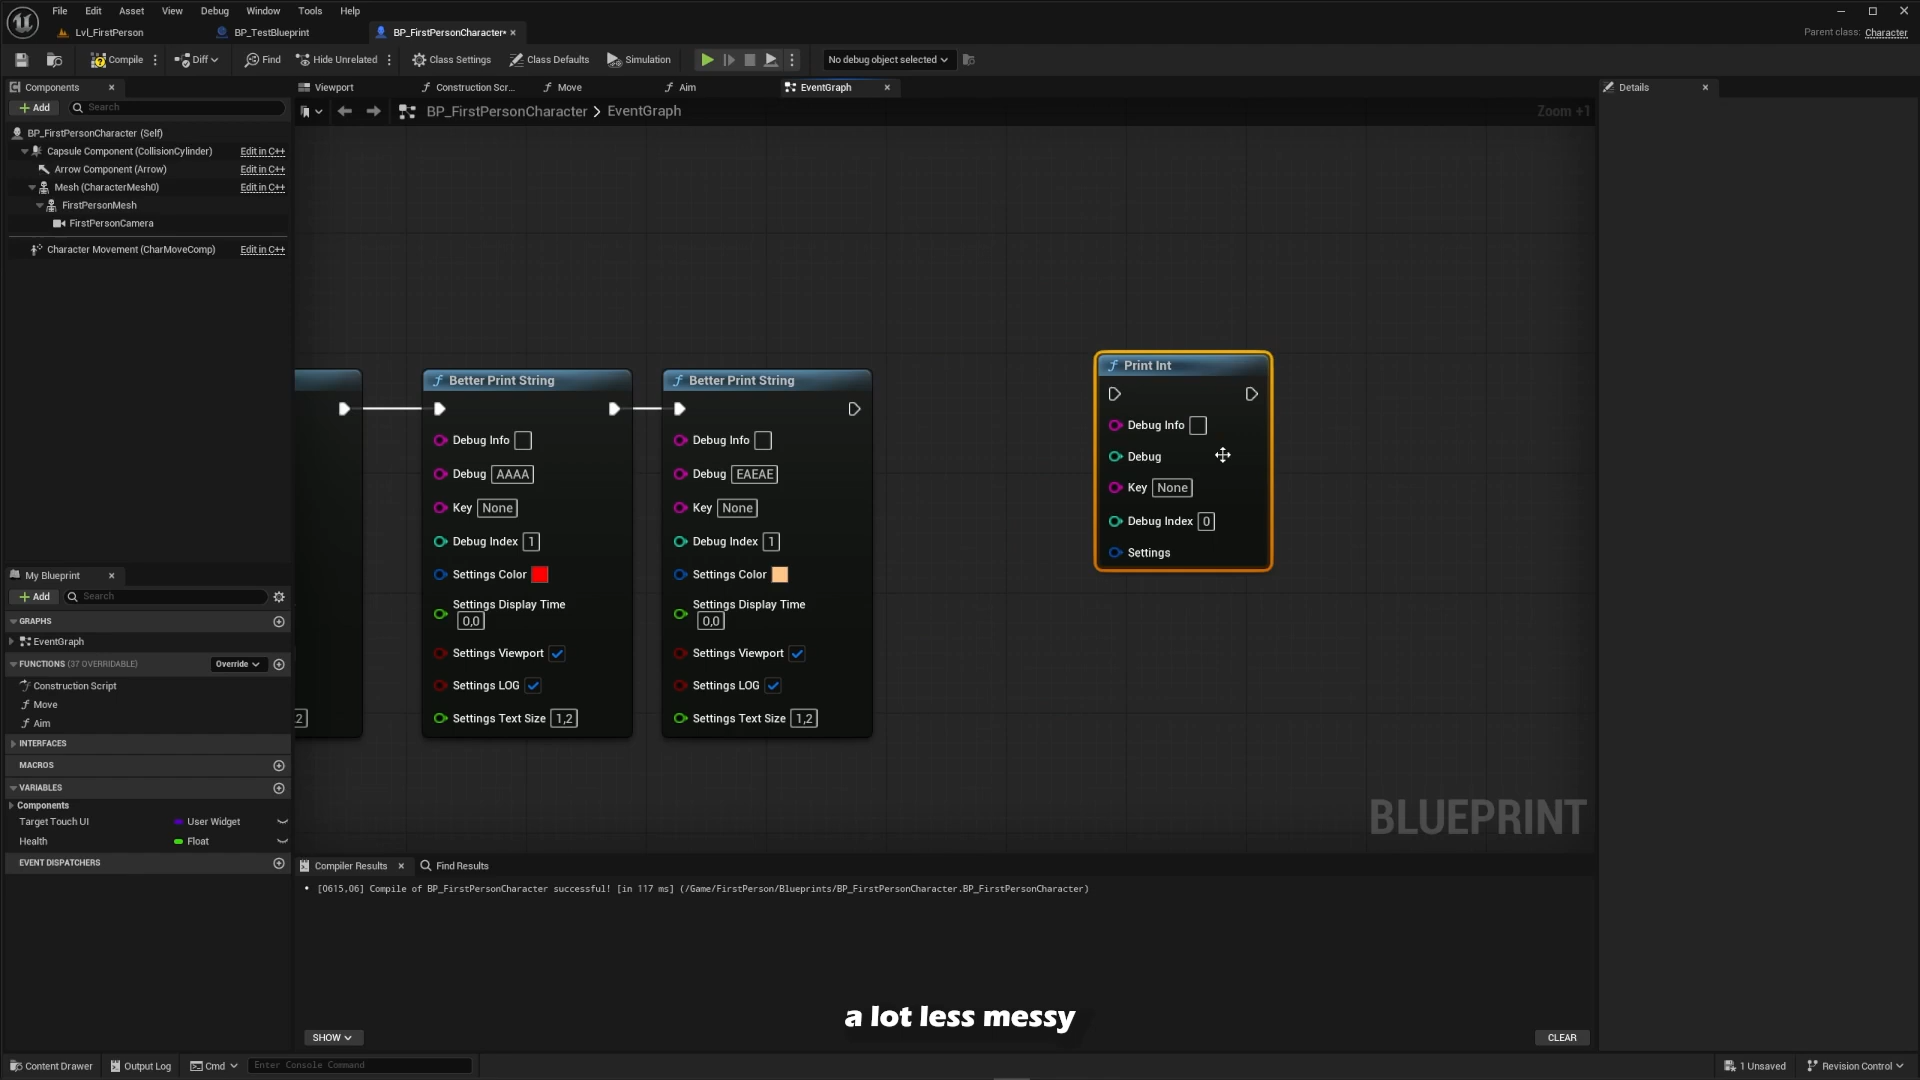 File Edit Asset View Debug Window Tools Help
Lvl_FirstPerson
BP_TestBlueprint
BP_FirstPersonCharacter*
Parent class: Character
Compile
Diff
Find
Hide Unrelated
Class Settings
Class Defaults
Simulation
No debug object selected
Components
Add
Search
BP_FirstPersonCharacter (Self)
Capsule Component (CollisionCylinder) Edit in C++
Arrow Component (Arrow) Edit in C++
Mesh (CharacterMesh0) Edit in C++
FirstPersonMesh
FirstPersonCamera
Character Movement (CharMoveComp) Edit in C++
My Blueprint
Add
Search
GRAPHS
EventGraph
FUNCTIONS (37 OVERRIDABLE) Override
Construction Script
Move
Aim
INTERFACES
MACROS
VARIABLES
Components
Target Touch UI User Widget
Health Float
EVENT DISPATCHERS
Viewport
Construction Scr...
Move
Aim
EventGraph
BP_FirstPersonCharacter > EventGraph
Zoom +1
2
Better Print String
Debug Info
Debug AAAA
Key None
Debug Index 1
Settings Color
Settings Display Time
0,0
Settings Viewport
Settings LOG
Settings Text Size 1,2
Better Print String
Debug Info
Debug EAEAE
Key None
Debug Index 1
Settings Color
Settings Display Time
0,0
Settings Viewport
Settings LOG
Settings Text Size 1,2
Print Int
Debug Info
Debug
Key None
Debug Index 0
Settings
BLUEPRINT
Details
Compiler Results
Find Results
[0615,06] Compile of BP_FirstPersonCharacter successful! [in 117 ms] (/Game/FirstPerson/Blueprints/BP_FirstPersonCharacter.BP_FirstPersonCharacter)
a lot less messy
SHOW
CLEAR
Content Drawer
Output Log
Cmd
Enter Console Command
1 Unsaved
Revision Control